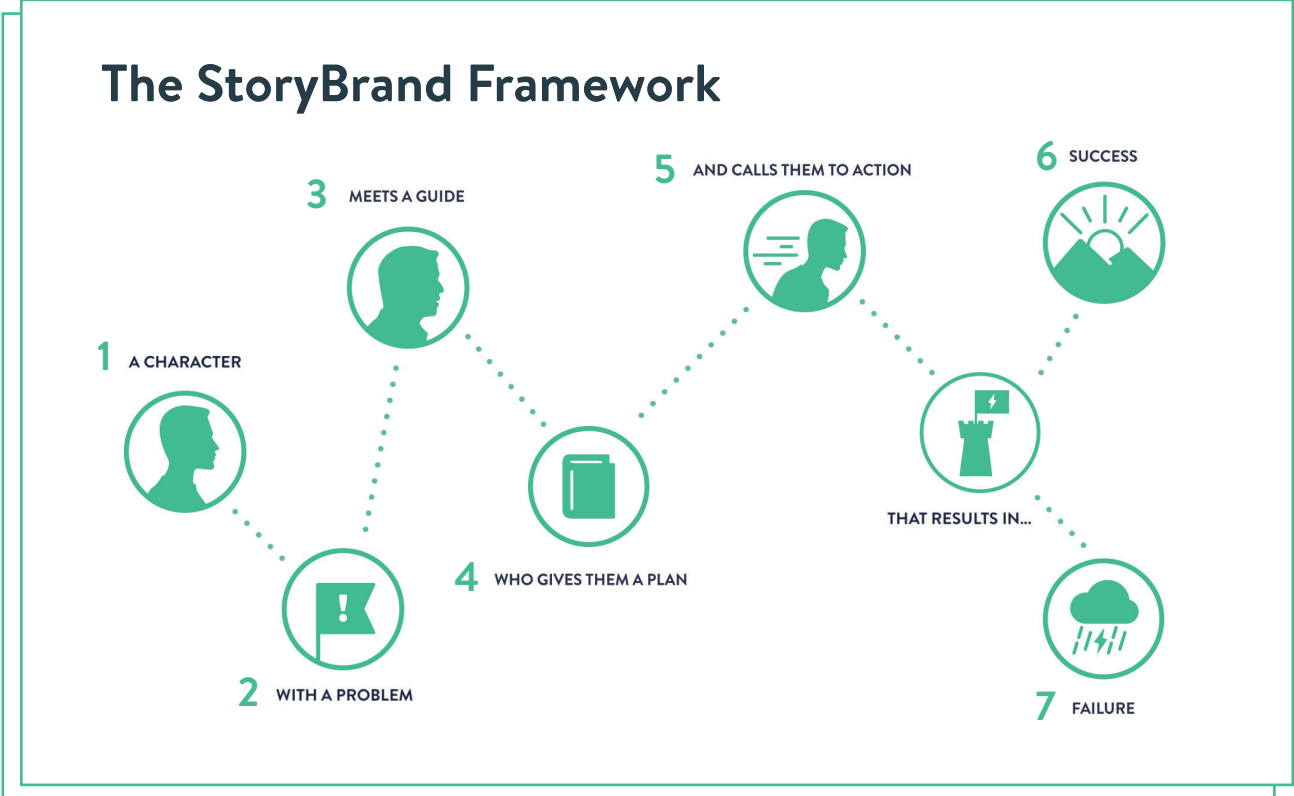 The StoryBrand Framework
1 A CHARACTER
2 WITH A PROBLEM
3 MEETS A GUIDE
4 WHO GIVES THEM A PLAN
5 AND CALLS THEM TO ACTION
THAT RESULTS IN...
6 SUCCESS
7 FAILURE
!